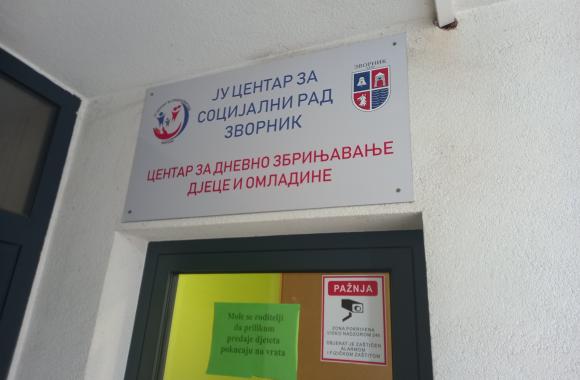 ЈУ ЦЕНТАР ЗА
СОЦИЈАЛНИ РАД
ЗВОРНИК
ЗВОРНИК
ЦЕНТАР ЗА ДНЕВНО ЗБРИЊАВАЊЕ
ДЈЕЦЕ И ОМЛАДИНЕ
Mole se roditelji
da prilikom
predaje djeteta
pokucaju na vrata
PAŽNJA
ZONA POKRIVENA
VIDEO NADZOROM 24h
OBJEKAT JE ZAŠTIĆEN
ALARMOM
I FIZIČKOM ZAŠTITOM